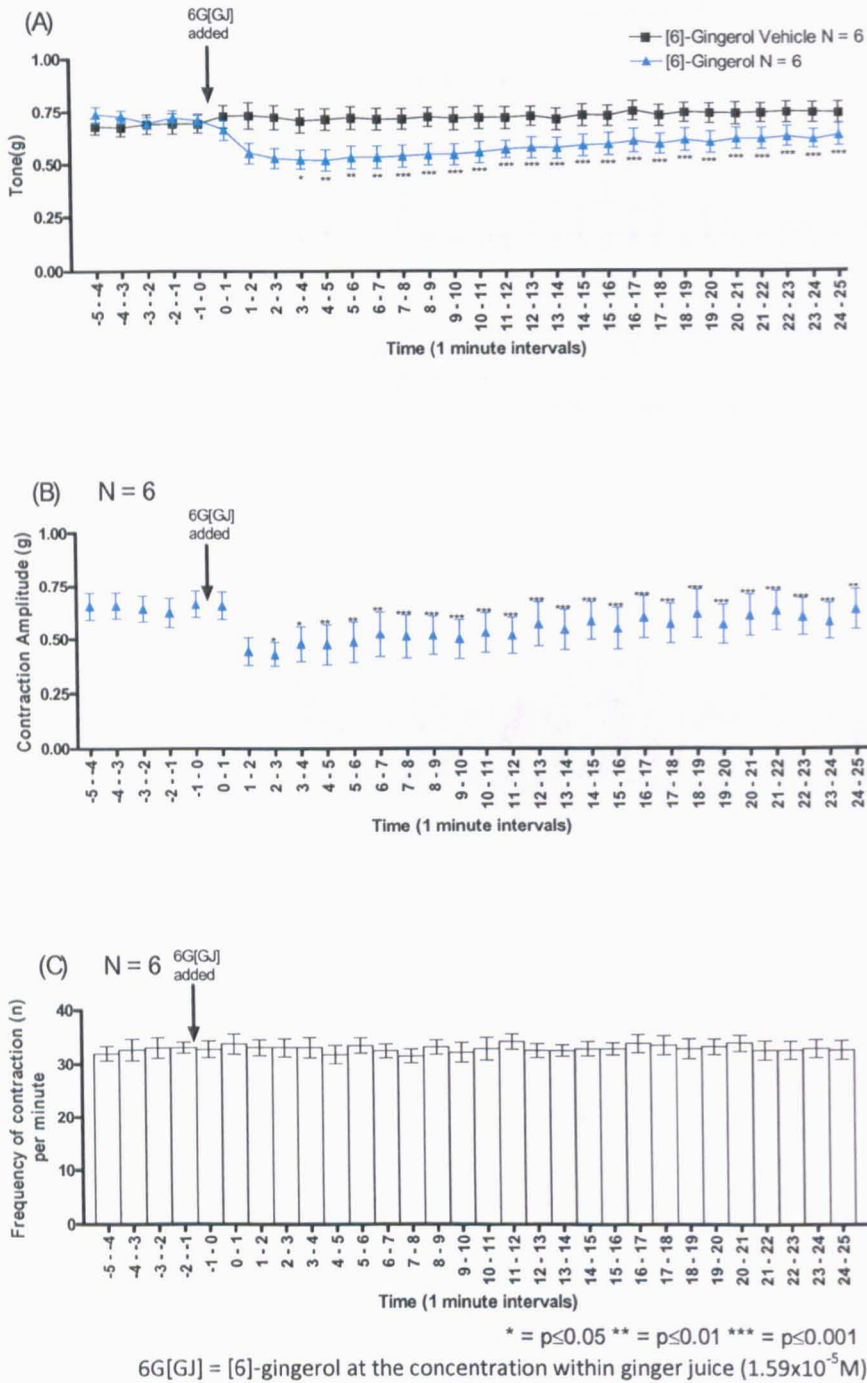 (A)
6G[GJ]
added
[6]-Gingerol Vehicle N = 6
[6]-Gingerol N = 6
Tone(g)
1.00
0.75
0.50
0.25
0.00
* ** ** ** *** *** *** *** *** *** *** *** *** *** *** *** *** *** *** *** *** ***
-5 - -4
-4 - -3
-3 - -2
-2 - -1
-1 - 0
0 - 1
1 - 2
2 - 3
3 - 4
4 - 5
5 - 6
6 - 7
7 - 8
8 - 9
9 - 10
10 - 11
11 - 12
12 - 13
13 - 14
14 - 15
15 - 16
16 - 17
17 - 18
18 - 19
19 - 20
20 - 21
21 - 22
22 - 23
23 - 24
24 - 25
Time (1 minute intervals)
(B) N = 6
6G[GJ]
added
Contraction Amplitude (g)
1.00
0.75
0.50
0.25
0.00
* * ** ** ** *** *** *** *** *** *** *** *** *** *** *** *** *** *** *** *** *** **
-5 - -4
-4 - -3
-3 - -2
-2 - -1
-1 - 0
0 - 1
1 - 2
2 - 3
3 - 4
4 - 5
5 - 6
6 - 7
7 - 8
8 - 9
9 - 10
10 - 11
11 - 12
12 - 13
13 - 14
14 - 15
15 - 16
16 - 17
17 - 18
18 - 19
19 - 20
20 - 21
21 - 22
22 - 23
23 - 24
24 - 25
Time (1 minute intervals)
(C) N = 6
6G[GJ]
added
Frequency of contraction (n)
per minute
40
30
20
10
0
-5 - -4
-4 - -3
-3 - -2
-2 - -1
-1 - 0
0 - 1
1 - 2
2 - 3
3 - 4
4 - 5
5 - 6
6 - 7
7 - 8
8 - 9
9 - 10
10 - 11
11 - 12
12 - 13
13 - 14
14 - 15
15 - 16
16 - 17
17 - 18
18 - 19
19 - 20
20 - 21
21 - 22
22 - 23
23 - 24
24 - 25
Time (1 minute intervals)
* = p≤0.05 ** = p≤0.01 *** = p≤0.001
6G[GJ] = [6]-gingerol at the concentration within ginger juice (1.59x10⁻⁵M)